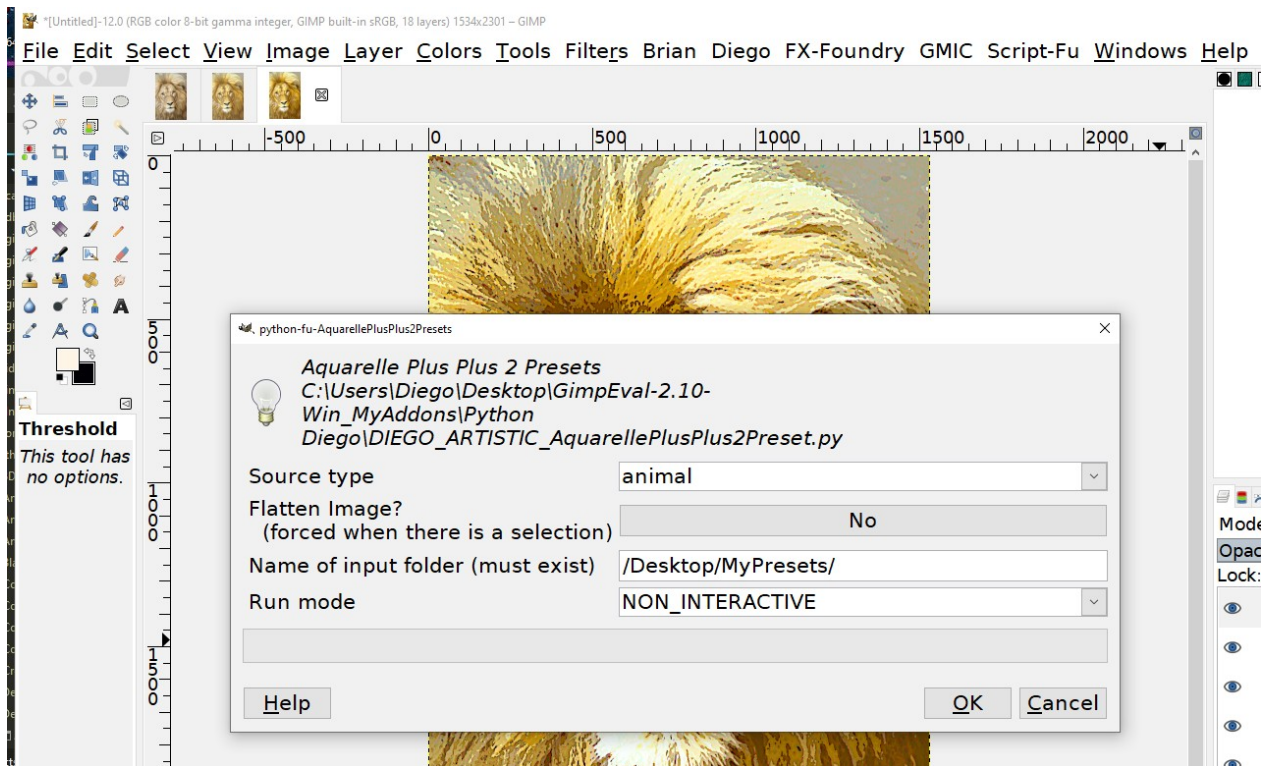 *[Untitled]-12.0 (RGB color 8-bit gamma integer, GIMP built-in sRGB, 18 layers) 1534x2301 – GIMP
File Edit Select View Image Layer Colors Tools Filters Brian Diego FX-Foundry GMIC Script-Fu Windows Help
-500 0 500 1000 1500 2000
0
500
1000
1500
Threshold
This tool has
no options.
python-fu-AquarellePlusPlus2Presets
Aquarelle Plus Plus 2 Presets
C:\Users\Diego\Desktop\GimpEval-2.10-
Win_MyAddons\Python
Diego\DIEGO_ARTISTIC_AquarellePlusPlus2Preset.py
Source type animal
Flatten Image?
(forced when there is a selection) No
Name of input folder (must exist) /Desktop/MyPresets/
Run mode NON_INTERACTIVE
Help OK Cancel
Mode
Opac
Lock: